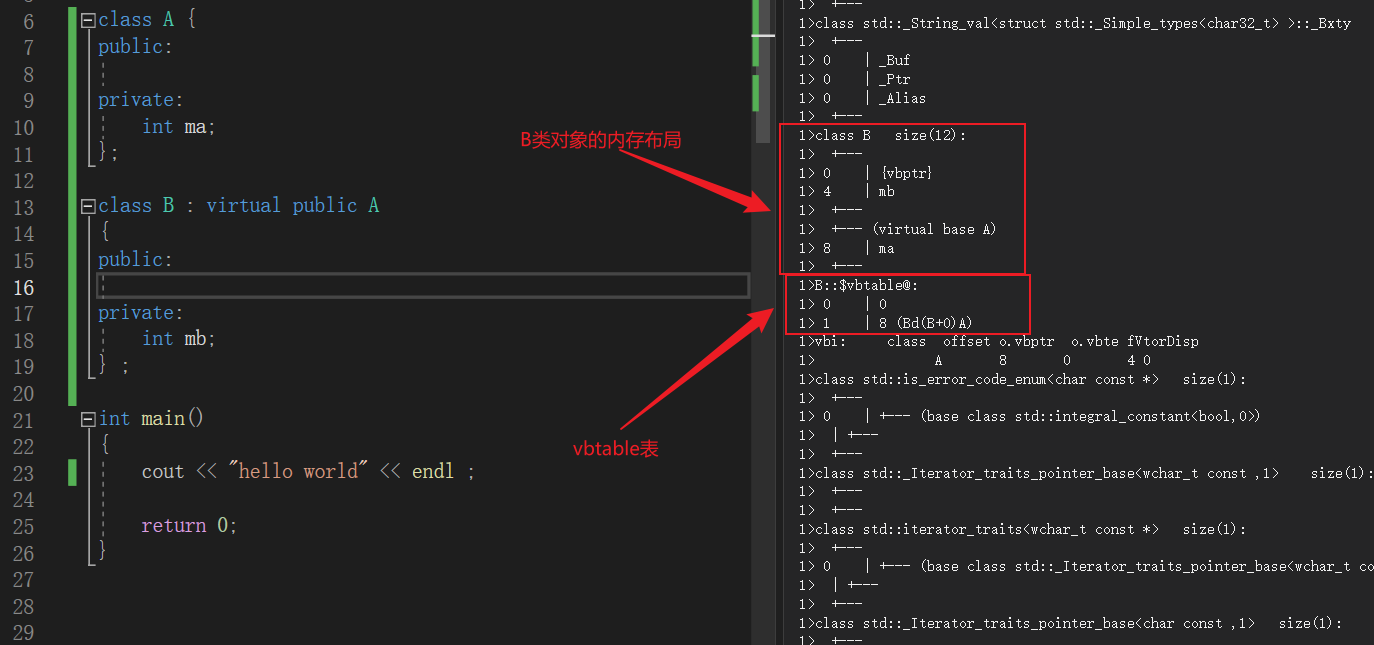 6 class A {
7 public:
8
9 private:
10 int ma;
11 };
12
13 class B : virtual public A
14 {
15 public:
16
17 private:
18 int mb;
19 } ;
20
21 int main()
22 {
23 cout << "hello world" << endl ;
24
25 return 0;
26 }
27
28
29
B类对象的内存布局
vbtable表
1> +---
1>class std::_String_val<struct std::_Simple_types<char32_t> >::_Bxty
1> +---
1> 0 | _Buf
1> 0 | _Ptr
1> 0 | _Alias
1> +---
1>class B size(12):
1> +---
1> 0 | {vbptr}
1> 4 | mb
1> +---
1> +--- (virtual base A)
1> 8 | ma
1> +---
1>B::$vbtable@:
1> 0 | 0
1> 1 | 8 (Bd(B+0)A)
1>vbi: class offset o.vbptr o.vbte fVtorDisp
1> A 8 0 4 0
1>class std::is_error_code_enum<char const *> size(1):
1> +---
1> 0 | +--- (base class std::integral_constant<bool,0>)
1> | +---
1> +---
1>class std::_Iterator_traits_pointer_base<wchar_t const ,1> size(1):
1> +---
1> +---
1>class std::iterator_traits<wchar_t const *> size(1):
1> +---
1> 0 | +--- (base class std::_Iterator_traits_pointer_base<wchar_t co
1> | +---
1> +---
1>class std::_Iterator_traits_pointer_base<char const ,1> size(1):
1> +---